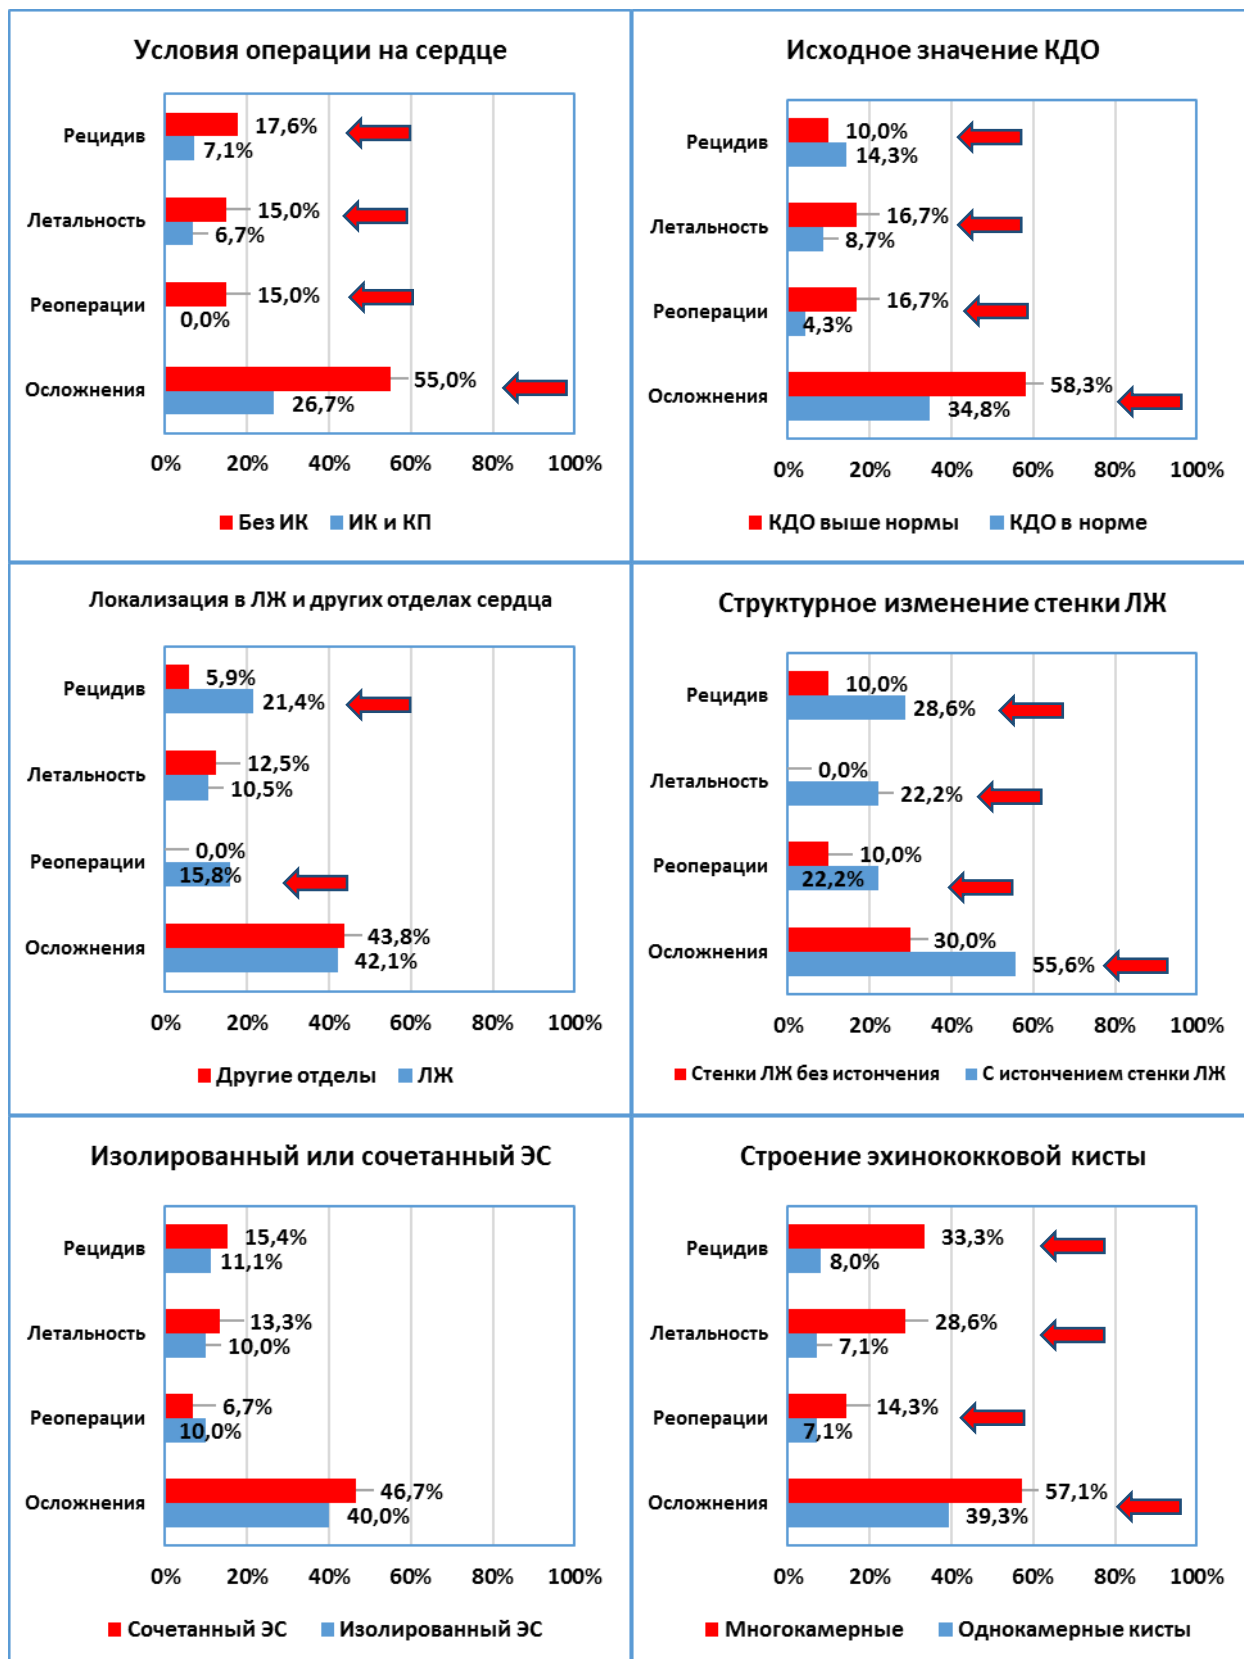 Условия операции на сердце
Рецидив
17,6%
7,1%
Летальность
15,0%
6,7%
Реоперации
15,0%
0,0%
Осложнения
55,0%
26,7%
0% 20% 40% 60% 80% 100%
Без ИК ИК и КП
Исходное значение КДО
Рецидив
10,0%
14,3%
Летальность
16,7%
8,7%
Реоперации
16,7%
4,3%
Осложнения
58,3%
34,8%
0% 20% 40% 60% 80% 100%
КДО выше нормы КДО в норме
Локализация в ЛЖ и других отделах сердца
Рецидив
5,9%
21,4%
Летальность
12,5%
10,5%
Реоперации
0,0%
15,8%
Осложнения
43,8%
42,1%
0% 20% 40% 60% 80% 100%
Другие отделы ЛЖ
Структурное изменение стенки ЛЖ
Рецидив
10,0%
28,6%
Летальность
0,0%
22,2%
Реоперации
10,0%
22,2%
Осложнения
30,0%
55,6%
0% 20% 40% 60% 80% 100%
Стенки ЛЖ без истончения С истончением стенки ЛЖ
Изолированный или сочетанный ЭС
Рецидив
15,4%
11,1%
Летальность
13,3%
10,0%
Реоперации
6,7%
10,0%
Осложнения
46,7%
40,0%
0% 20% 40% 60% 80% 100%
Сочетанный ЭС Изолированный ЭС
Строение эхинококковой кисты
Рецидив
33,3%
8,0%
Летальность
28,6%
7,1%
Реоперации
14,3%
7,1%
Осложнения
57,1%
39,3%
0% 20% 40% 60% 80% 100%
Многокамерные Однокамерные кисты